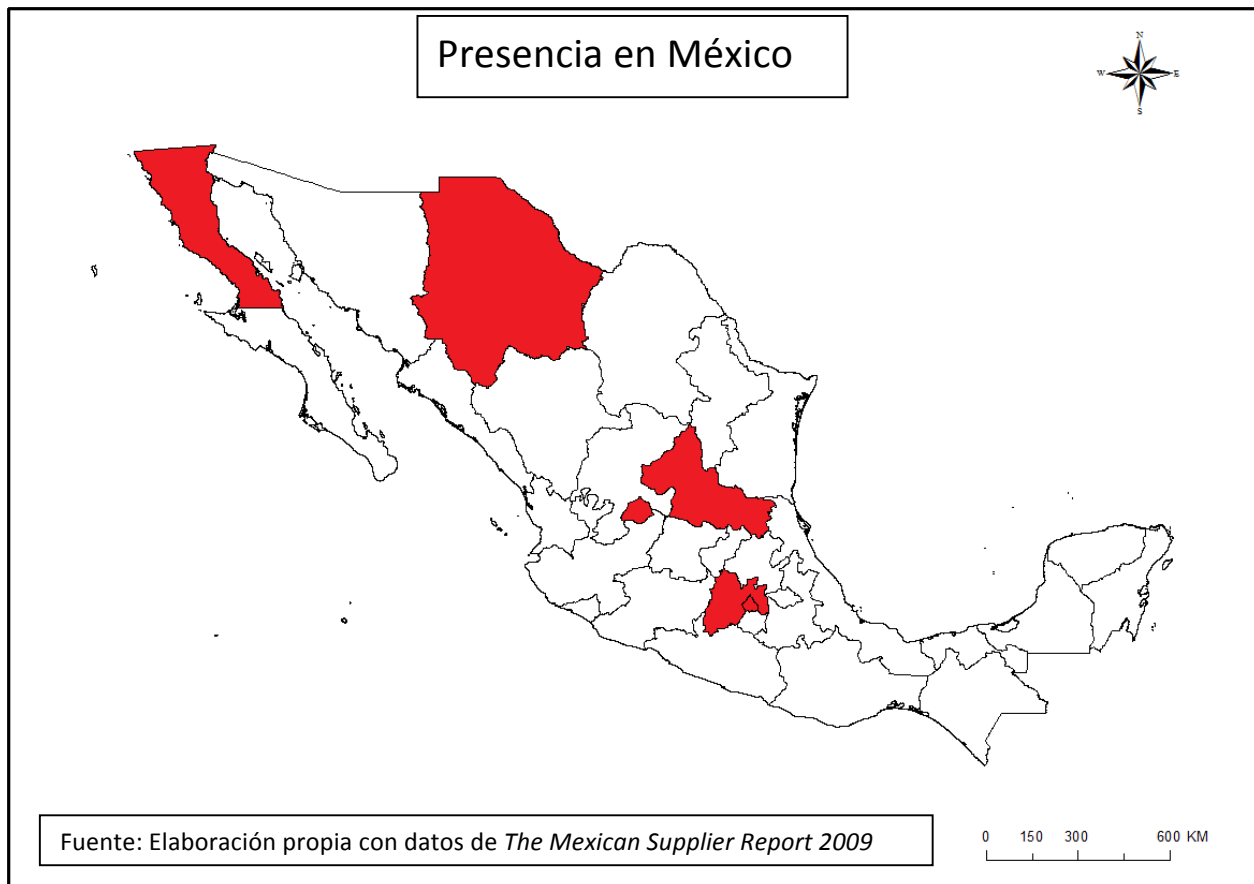 Presencia en México
N
W E
S
Fuente: Elaboración propia con datos de The Mexican Supplier Report 2009
0 150 300 600 KM